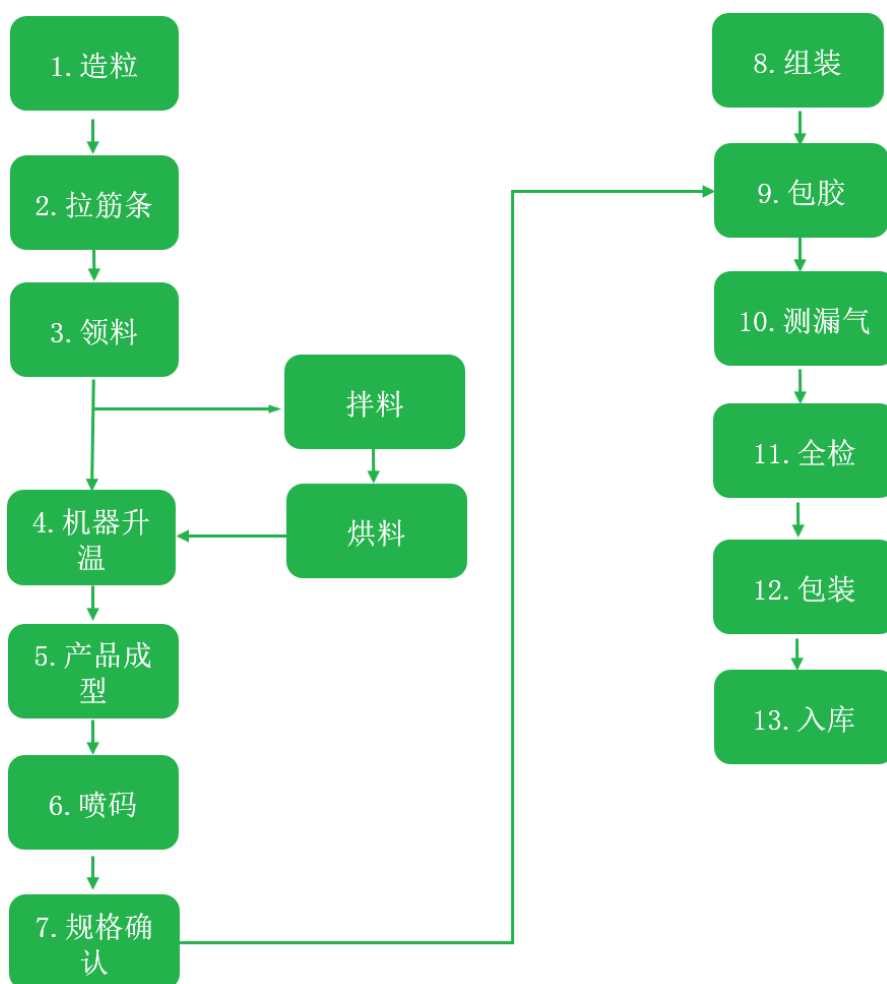 1.造粒
2.拉筋条
3.领料
拌料
烘料
4.机器升
温
5.产品成
型
6.喷码
7.规格确
认
8.组装
9.包胶
10.测漏气
11.全检
12.包装
13.入库